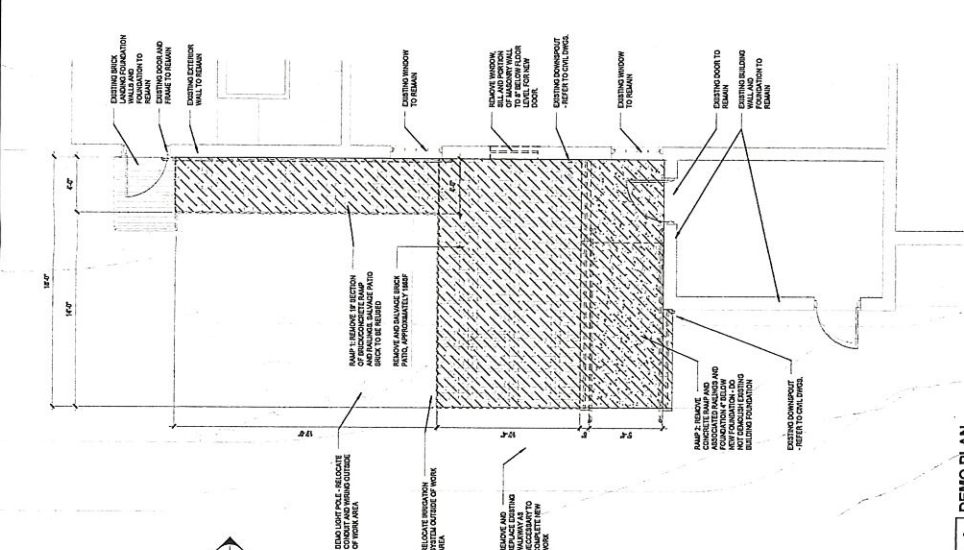 EXISTING BRICK
LANDING FOUNDATION
WALLS AND
FOUNDATION TO
REMAIN
EXISTING DOOR AND
FRAME TO REMAIN
EXISTING EXTERIOR
WALL TO REMAIN
EXISTING WINDOW
TO REMAIN
REMOVE WINDOW,
SILL AND PORTION
OF MASONRY WALL
TO 8" BELOW FLOOR
LEVEL FOR NEW
DOOR
EXISTING DOWNSPOUT
- REFER TO CIVIL DWGS.
EXISTING WINDOW
TO REMAIN
EXISTING DOOR TO
REMAIN
EXISTING BUILDING
WALL AND
FOUNDATION TO
REMAIN
18'-0"
14'-0"
4'-0"
RAMP 1: REMOVE 19' SECTION
OF BRICK/CONCRETE RAMP
AND RAILINGS, SALVAGE PATIO
BRICK TO BE REUSED
REMOVE AND SALVAGE BRICK
PATIO, APPROXIMATELY
RAMP 2: REMOVE
CONCRETE RAMP AND
ASSOCIATED RAILINGS AND
FOUNDATION 4" BELOW
NEW FOUNDATION - DO
NOT DEMOLISH EXISTING
BUILDING FOUNDATION
EXISTING DOWNSPOUT
- REFER TO CIVIL DWGS.
DEMO LIGHT POLE - RELOCATE
CONDUIT AND WIRING OUTSIDE
OF WORK AREA
RELOCATE IRRIGATION
SYSTEM OUTSIDE OF WORK
AREA
REMOVE AND
REPLACE EXISTING
WALKWAY AS
NECCESSARY TO
COMPLETE NEW
WORK
DEMO PLAN